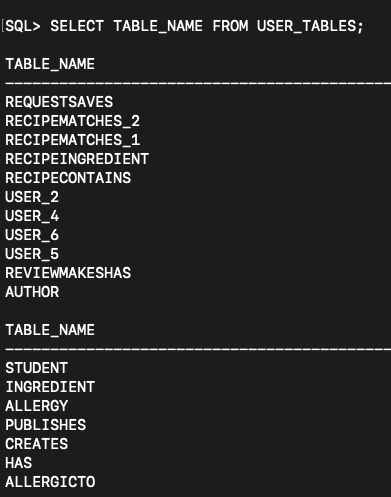 SQL> SELECT TABLE_NAME FROM USER_TABLES;
TABLE_NAME
--------------------------------------------
REQUESTSAVES
RECIPEMATCHES_2
RECIPEMATCHES_1
RECIPEINGREDIENT
RECIPECONTAINS
USER_2
USER_4
USER_6
USER_5
REVIEWMAKESHAS
AUTHOR
TABLE_NAME
--------------------------------------------
STUDENT
INGREDIENT
ALLERGY
PUBLISHES
CREATES
HAS
ALLERGICTO